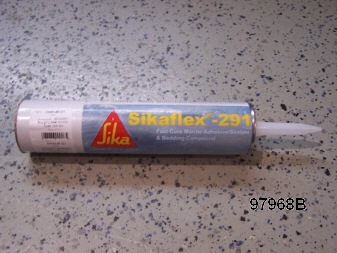 Sikaflex®-291
Fast Cure Marine Adhesive/Sealant
& Bedding Compound
Sika
97968B